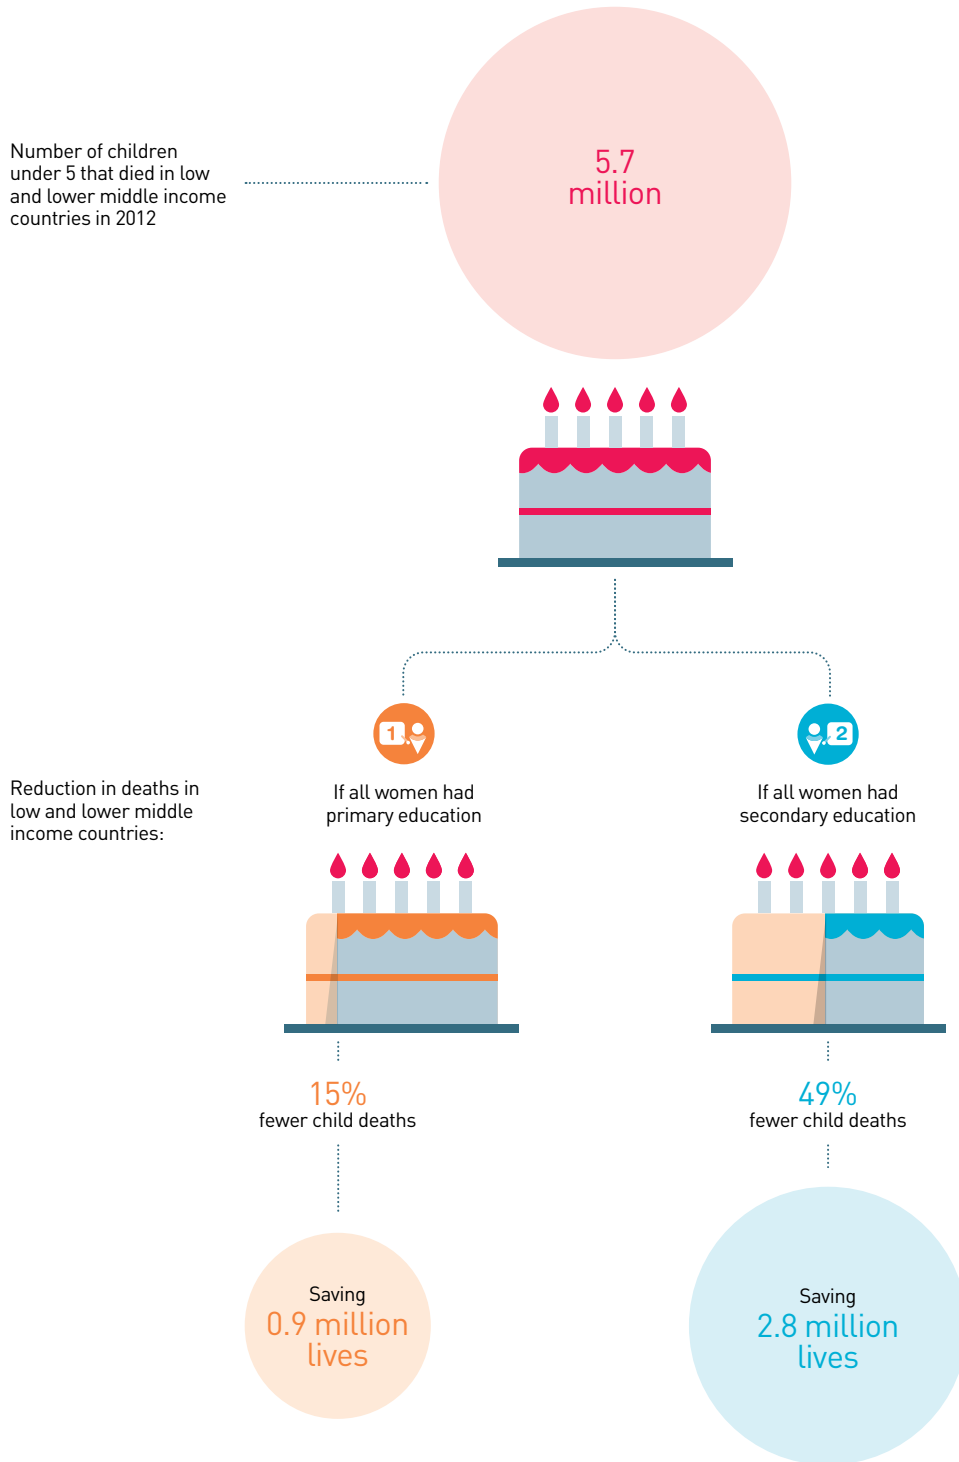 5.7
million
Number of children
under 5 that died in low
and lower middle income
countries in 2012
1
2
Reduction in deaths in
low and lower middle
income countries:
If all women had
primary education
If all women had
secondary education
15%
fewer child deaths
49%
fewer child deaths
Saving
0.9 million
lives
Saving
2.8 million
lives